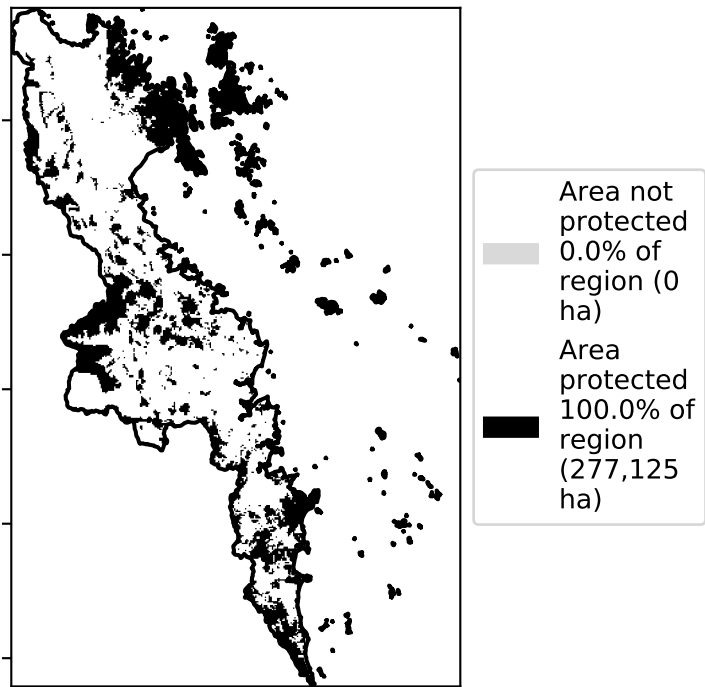 Area not
protected
0.0% of
region (0
ha)
Area
protected
100.0% of
region
(277,125
ha)